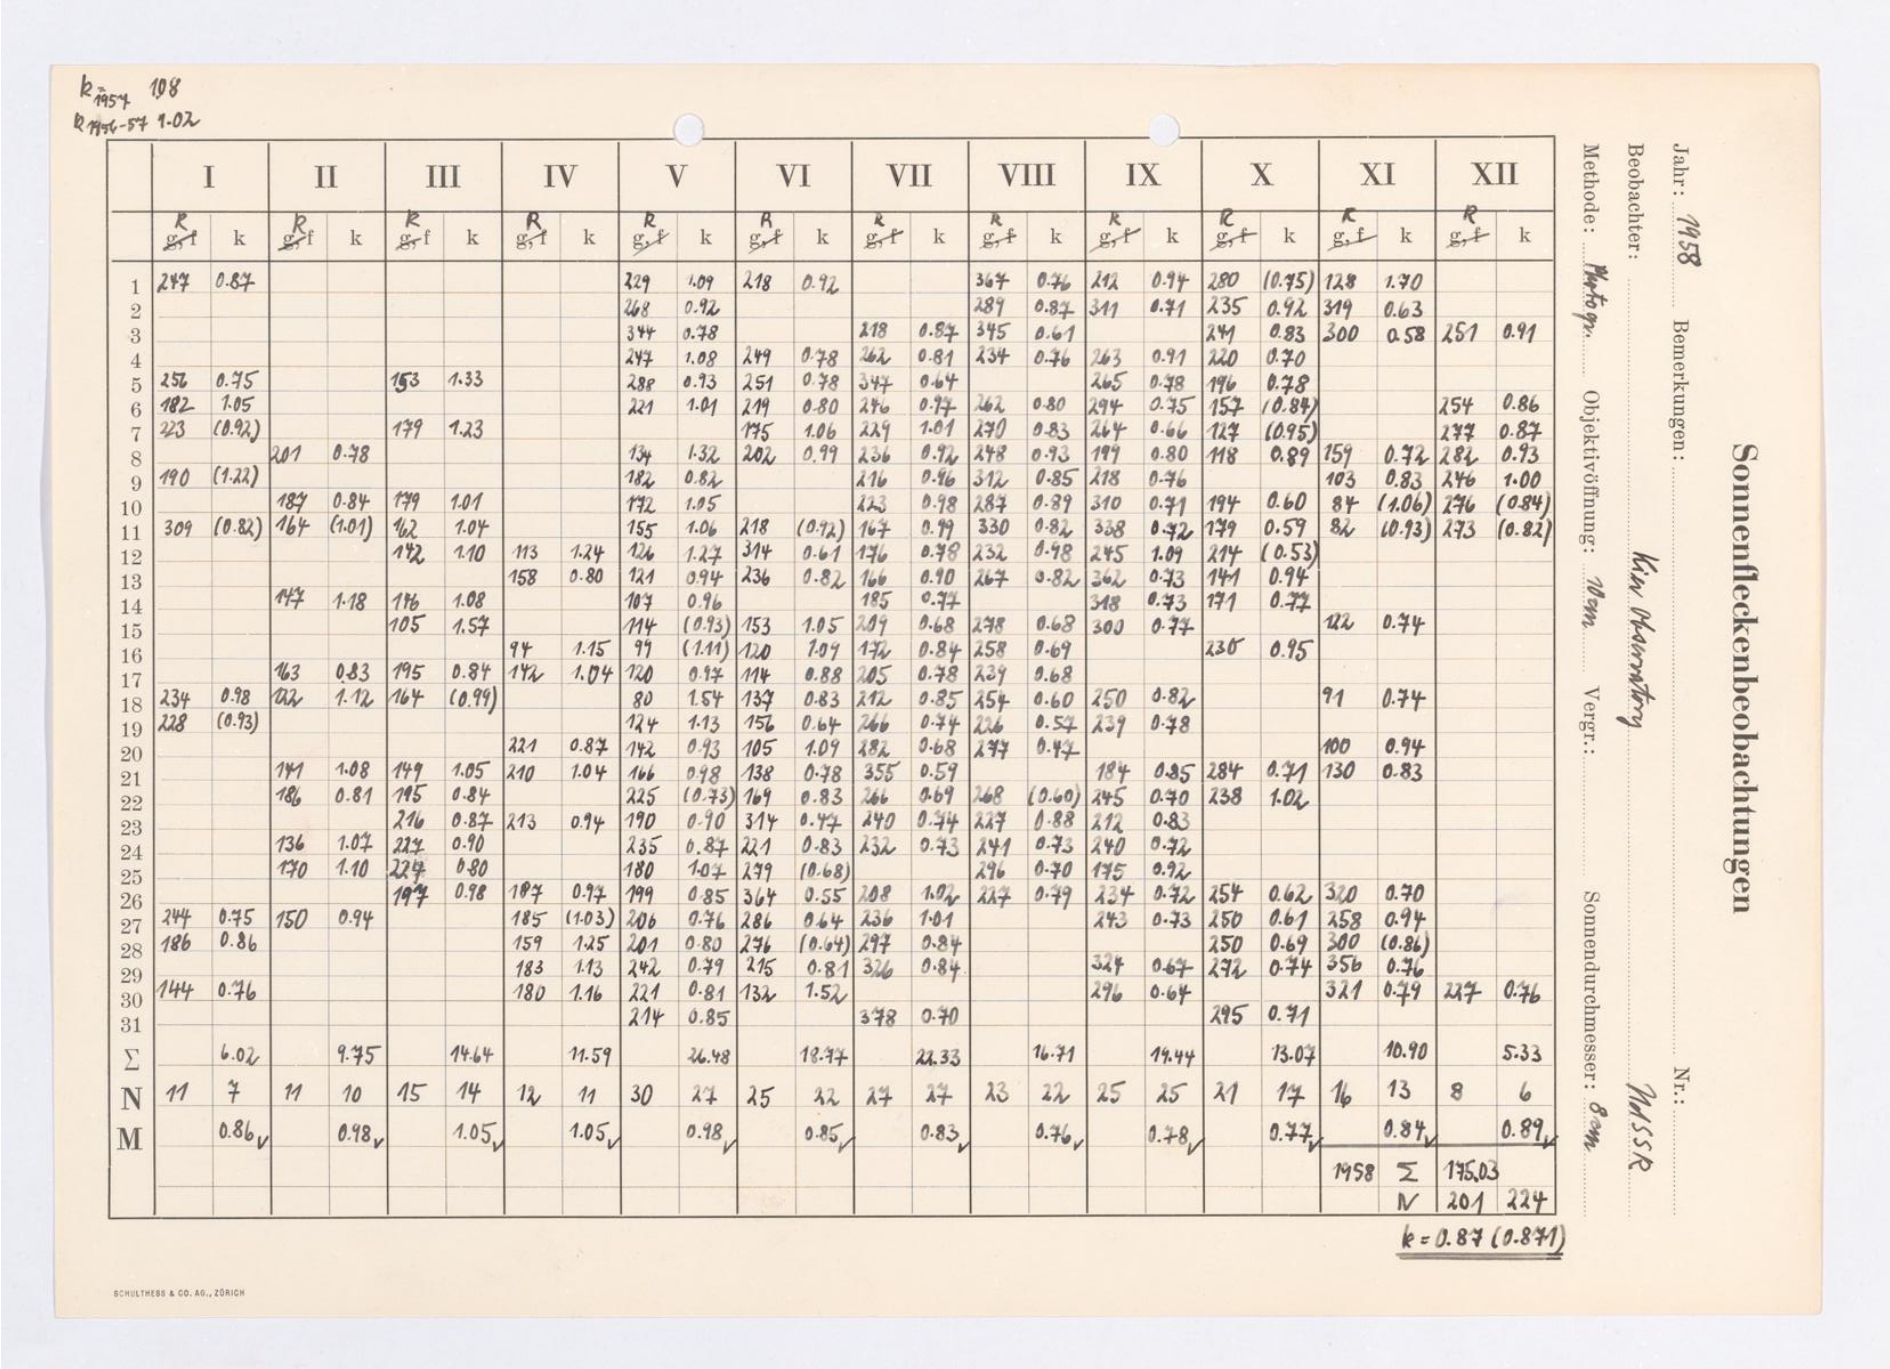 k 1957 = 1.08
k 1956-57 1.02
I II III IV V VI VII VIII IX X XI XII
R R R R R R R R R R R R
g, f k g, f k g, f k g, f k g, f k g, f k g, f k g, f k g, f k g, f k g, f k g, f k
1 247 0.87 229 1.09 218 0.92 367 0.76 212 0.94 280 (0.75) 128 1.70
2 268 0.92 289 0.87 311 0.71 235 0.92 319 0.63
3 344 0.78 218 0.87 345 0.61 241 0.83 300 0.58 251 0.91
4 247 1.08 249 0.78 262 0.81 234 0.76 263 0.91 220 0.70
5 256 0.75 153 1.33 288 0.93 251 0.78 347 0.64 265 0.78 196 0.78
6 182 1.05 221 1.01 219 0.80 246 0.97 262 0.80 294 0.75 157 (0.84) 254 0.86
7 223 (0.92) 179 1.23 175 1.06 229 1.01 270 0.83 264 0.66 127 (0.95) 277 0.87
8 201 0.78 134 1.32 202 0.99 236 0.92 248 0.93 199 0.80 118 0.89 159 0.72 282 0.93
9 190 (1.22) 182 0.82 216 0.96 312 0.85 218 0.76 103 0.83 246 1.00
10 187 0.84 179 1.01 172 1.05 223 0.98 287 0.89 310 0.71 194 0.60 84 (1.06) 276 (0.84)
11 309 (0.82) 164 (1.01) 162 1.04 155 1.06 218 (0.92) 167 0.99 330 0.82 338 0.72 179 0.59 82 (0.93) 273 (0.82)
12 142 1.10 113 1.24 126 1.27 314 0.61 176 0.78 232 0.98 245 1.09 214 (0.53)
13 158 0.80 121 0.94 236 0.82 166 0.90 267 0.82 362 0.73 141 0.94
14 147 1.18 146 1.08 107 0.96 185 0.77 318 0.73 171 0.77
15 105 1.57 114 (0.93) 153 1.05 209 0.68 278 0.68 300 0.77 122 0.74
16 94 1.15 99 (1.11) 120 1.09 172 0.84 258 0.69 230 0.95
17 163 0.83 195 0.84 142 1.04 120 0.97 114 0.88 205 0.78 239 0.68
18 234 0.98 122 1.12 164 (0.99) 80 1.54 137 0.83 212 0.85 254 0.60 250 0.82 91 0.74
19 228 (0.93) 124 1.13 156 0.64 266 0.74 226 0.57 239 0.78
20 221 0.87 142 0.93 105 1.09 282 0.68 277 0.47 100 0.94
21 141 1.08 149 1.05 210 1.04 166 0.98 138 0.78 355 0.59 184 0.85 284 0.71 130 0.83
22 186 0.81 195 0.84 225 (0.73) 169 0.83 266 0.69 268 (0.60) 245 0.70 238 1.02
23 216 0.87 213 0.94 190 0.90 314 0.47 240 0.74 227 0.88 212 0.83
24 136 1.07 227 0.90 235 0.87 221 0.83 232 0.73 241 0.73 240 0.72
25 170 1.10 227 0.80 180 1.07 279 (0.68) 296 0.70 175 0.92
26 197 0.98 187 0.97 199 0.85 364 0.55 208 1.02 227 0.79 234 0.72 254 0.62 320 0.70
27 244 0.75 150 0.94 185 (1.03) 206 0.76 286 0.64 236 1.01 243 0.73 250 0.61 258 0.94
28 186 0.86 159 1.25 201 0.80 276 (0.64) 297 0.84 250 0.69 300 (0.86)
29 183 1.13 242 0.79 215 0.81 326 0.84 324 0.67 272 0.74 356 0.76
30 144 0.76 180 1.16 221 0.81 132 1.52 296 0.64 321 0.79 227 0.76
31 214 0.85 378 0.70 295 0.71
Σ 6.02 9.75 14.64 11.59 26.48 18.77 22.33 16.71 19.44 13.07 10.90 5.33
N 11 7 11 10 15 14 12 11 30 27 25 22 27 27 23 22 25 25 21 17 16 13 8 6
M 0.86✓ 0.98✓ 1.05✓ 1.05✓ 0.98✓ 0.85✓ 0.83✓ 0.76✓ 0.78✓ 0.77✓ 0.84✓ 0.89✓
1958 Σ 175.03
N 201 224
k = 0.87 (0.871)
SCHULTHESS & CO. AG., ZÜRICH
Sonnenfleckenbeobachtungen
Jahr: 1958 Bemerkungen: Nr.:
Beobachter: Kiev Observatory UdSSR
Methode: Photogr. Objektivöffnung: 10cm Vergr.: Sonnendurchmesser: 8cm